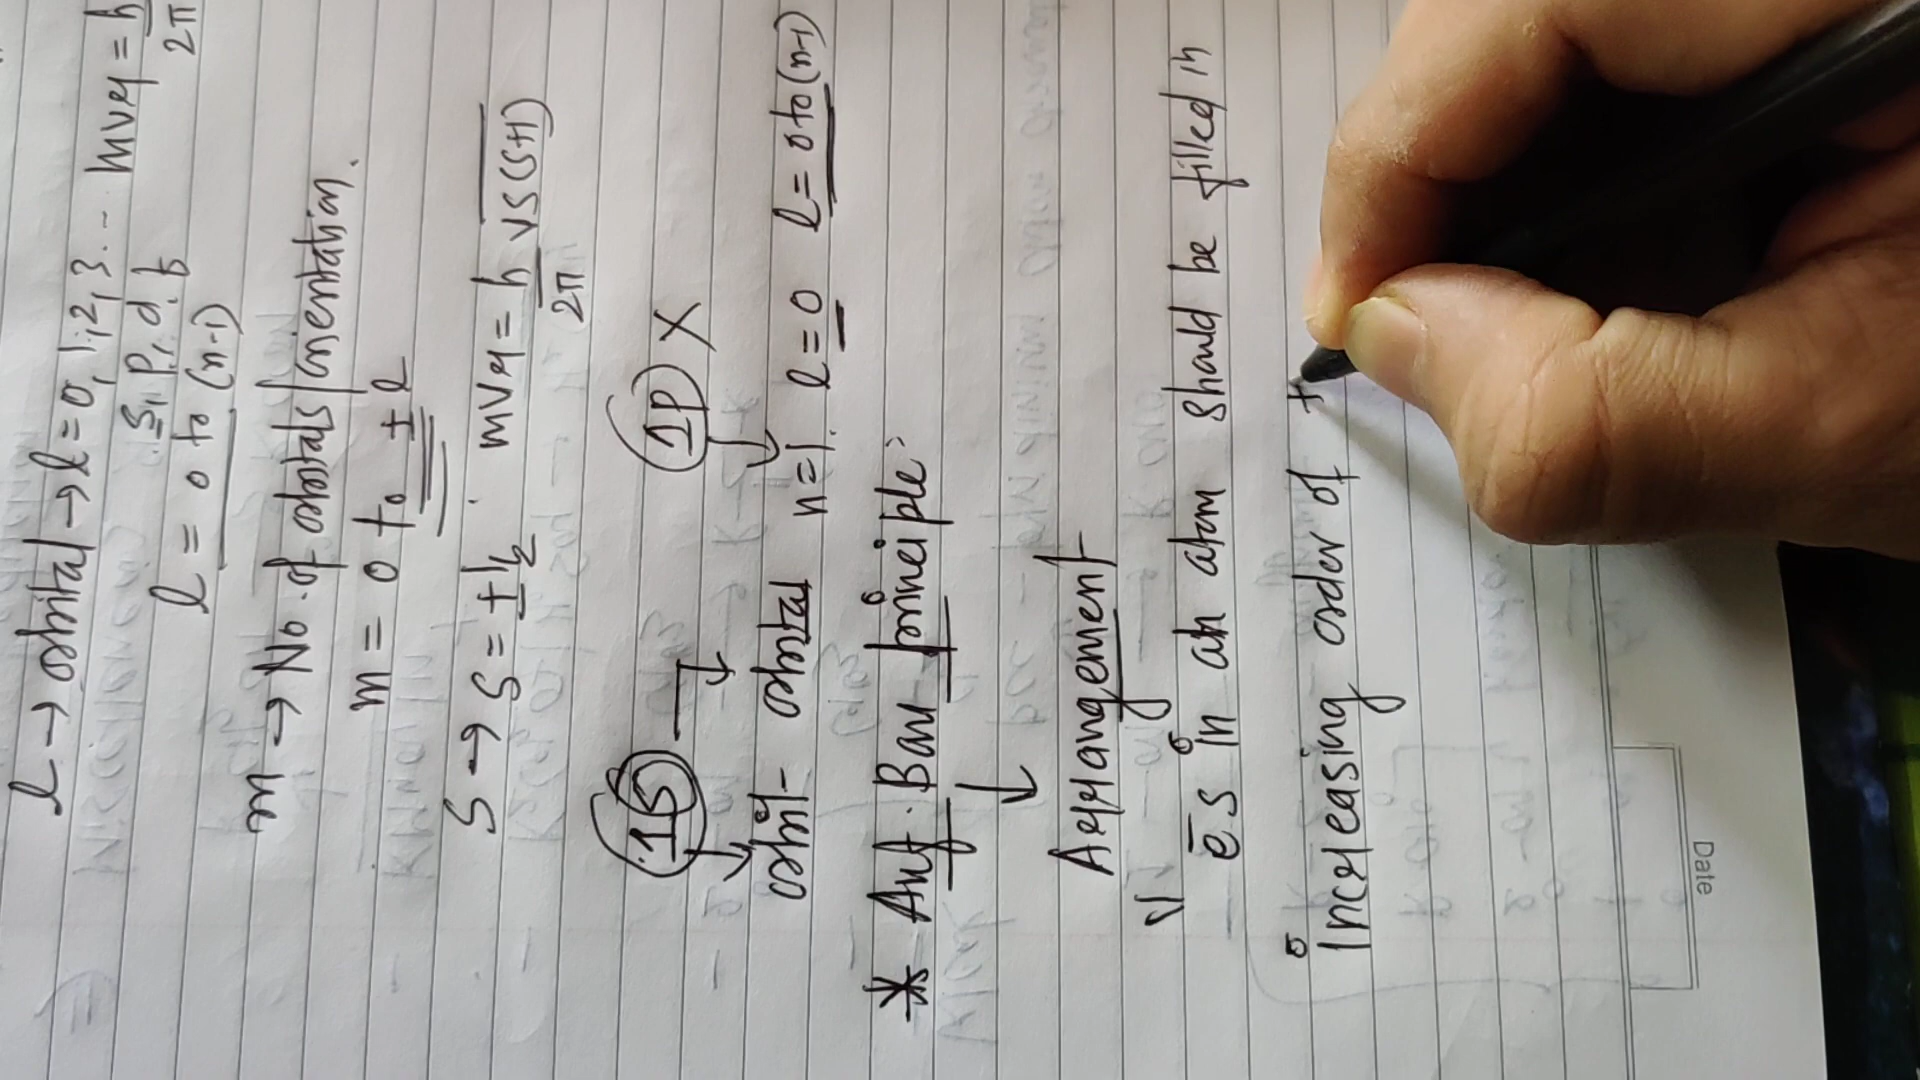 l → orbital → l = 0, 1, 2, 3 ... mvr = h/2π
s, p, d, f
l = 0 to (n-1)
m → No. of orbitals/orientation.
m = 0 to ± l
s → s = ± 1/2 mvr = h/2π √s(s+1)
1s 1p X
orbit orbital n=1. l=0 l = 0 to (n-1)
* Auf. Bau principle:
↓
Arrangement
e⁻s in an atom should be filled in
increasing order of
Date